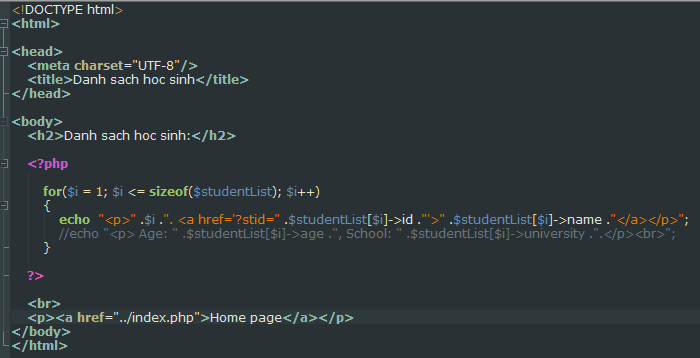 <!DOCTYPE html>
<html>
<head>
<meta charset="UTF-8"/>
<title>Danh sach hoc sinh</title>
</head>
<body>
<h2>Danh sach hoc sinh:</h2>
<?php
for($i = 1; $i <= sizeof($studentList); $i++)
{
echo "<p>" .$i .". <a href='?stid=" .$studentList[$i]->id ."'>" .$studentList[$i]->name ."</a></p>";
//echo "<p> Age: " .$studentList[$i]->age .", School: " .$studentList[$i]->university .".</p><br>";
}
?>
<br>
<p><a href="../index.php">Home page</a></p>
</body>
</html>